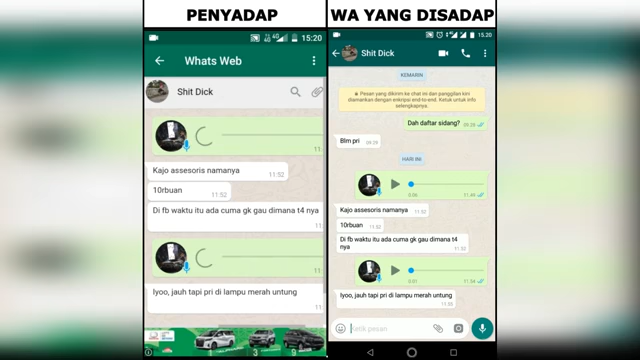 PENYADAP
15:20
Whats Web
Shit Dick
11
Kajo assesoris namanya
11:52
10rbuan
11:52
Di fb waktu itu ada cuma gk gau dimana t4 nya
11
Iyoo, jauh tapi pri di lampu merah untung
WA YANG DISADAP
15.20
Shit Dick
KEMARIN
Pesan yang dikirim ke chat ini dan panggilan kini
diamankan dengan enkripsi end-to-end. Ketuk untuk info
selengkapnya.
Dah daftar sidang?
09.28
Blm pri
09.29
HARI INI
0:06
11.49
Kajo assesoris namanya
11.52
10rbuan
11.52
Di fb waktu itu ada cuma gk gau dimana t4
nya
11.53
0:01
11.54
Iyoo, jauh tapi pri di lampu merah untung
11.55
Ketik pesan